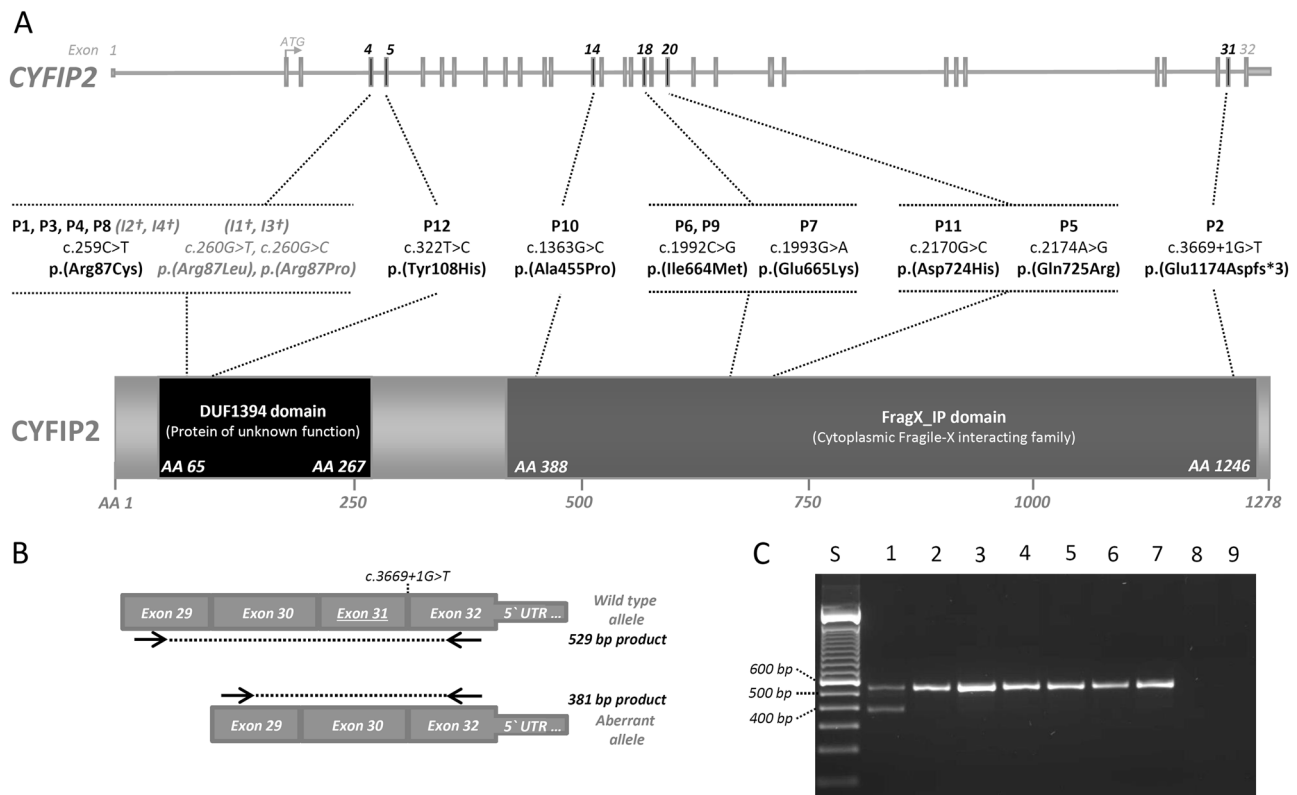 A
Exon 1 ATG 4 5 14 18 20 31 32
CYFIP2
P1, P3, P4, P8 (I2†, I4†) (I1†, I3†) P12 P10 P6, P9 P7 P11 P5 P2
c.259C>T c.260G>T, c.260G>C c.322T>C c.1363G>C c.1992C>G c.1993G>A c.2170G>C c.2174A>G c.3669+1G>T
p.(Arg87Cys) p.(Arg87Leu), p.(Arg87Pro) p.(Tyr108His) p.(Ala455Pro) p.(Ile664Met) p.(Glu665Lys) p.(Asp724His) p.(Gln725Arg) p.(Glu1174Aspfs*3)
CYFIP2
DUF1394 domain
(Protein of unknown function)
AA 65 AA 267
FragX_IP domain
(Cytoplasmic Fragile-X interacting family)
AA 388 AA 1246
AA 1 250 500 750 1000 1278
B
c.3669+1G>T
Exon 29 Exon 30 Exon 31 Exon 32 5` UTR ...
Wild type
allele
529 bp product
381 bp product
Exon 29 Exon 30 Exon 32 5` UTR ...
Aberrant
allele
C
S 1 2 3 4 5 6 7 8 9
600 bp
500 bp
400 bp